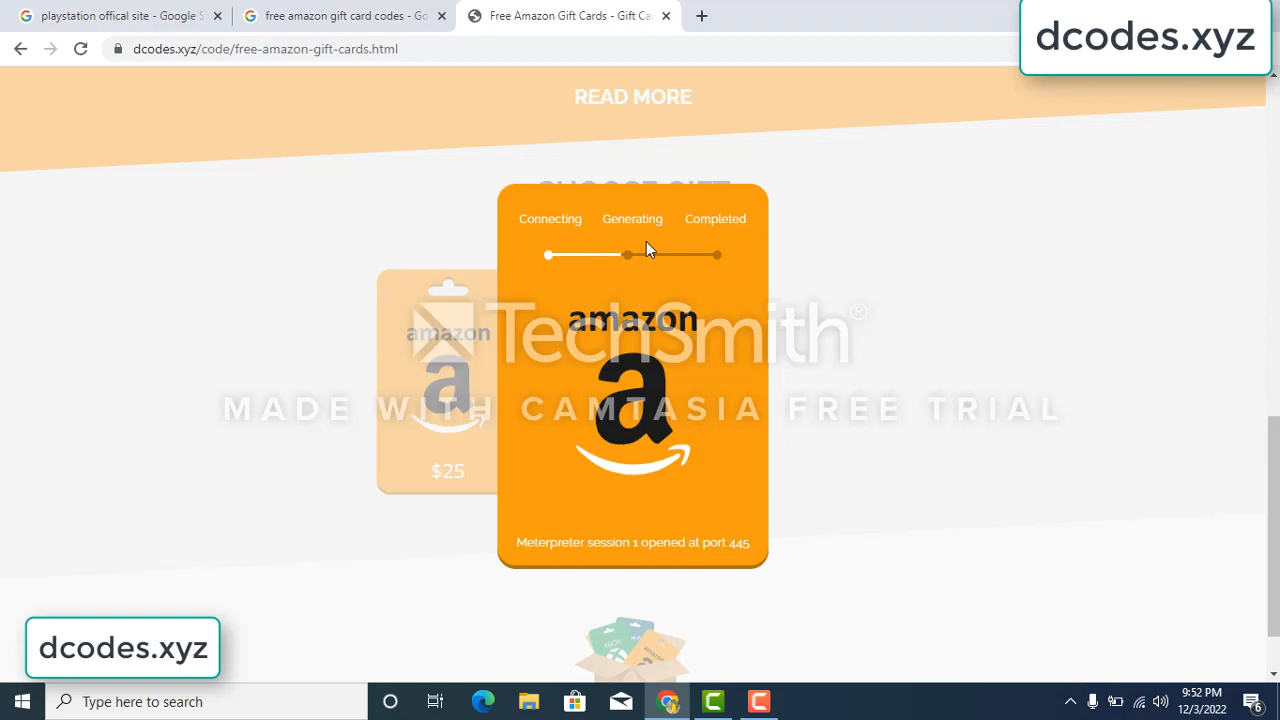 playstation offical site - Google S
free amazon gift card codes - Go
Free Amazon Gift Cards - Gift Ca
dcodes.xyz/code/free-amazon-gift-cards.html
dcodes.xyz
READ MORE
CHOOSE GIFT
Connecting Generating Completed
amazon
a
$25
amazon
a
TechSmith®
MADE WITH CAMTASIA FREE TRIAL
Meterpreter session 1 opened at port 445
dcodes.xyz
Type here to search
9:52 PM
12/3/2022
6